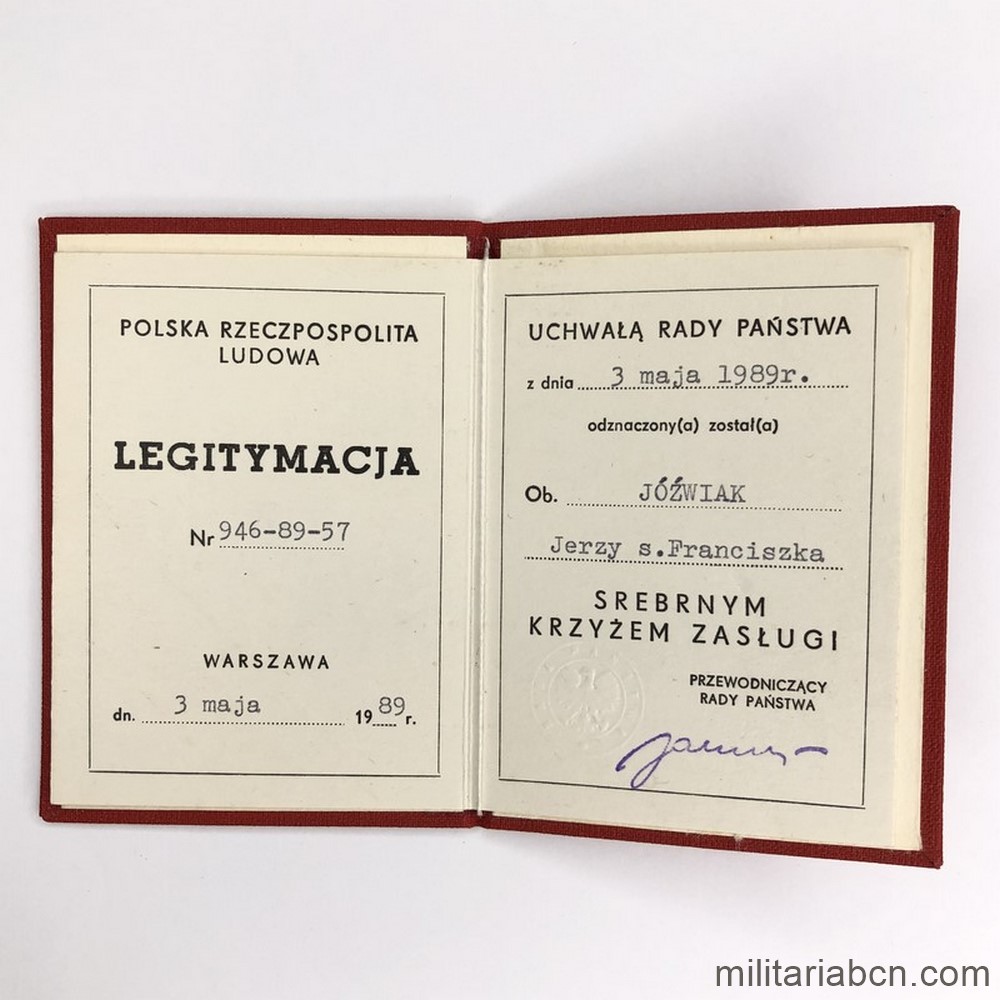 POLSKA RZECZPOSPOLITA
LUDOWA
LEGITYMACJA
Nr 946-89-57
WARSZAWA
dn. 3 maja 1989 r.
UCHWAŁĄ RADY PAŃSTWA
z dnia 3 maja 1989r.
odznaczony(a) został(a)
Ob. JÓŹWIAK
Jerzy s.Franciszka
SREBRNYM
KRZYŻEM ZASŁUGI
PRZEWODNICZĄCY
RADY PAŃSTWA
militariabcn.com